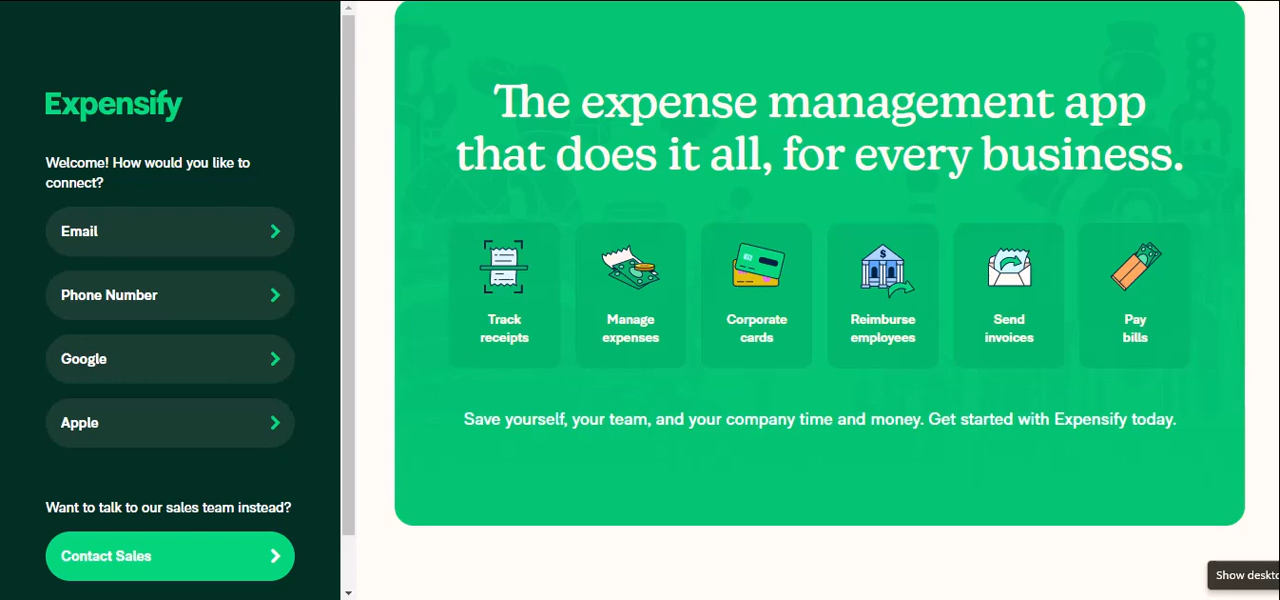 Expensify
Welcome! How would you like to
connect?
Email
Phone Number
Google
Apple
Want to talk to our sales team instead?
Contact Sales
The expense management app
that does it all, for every business.
Track
receipts
Manage
expenses
Corporate
cards
Reimburse
employees
Send
invoices
Pay
bills
Save yourself, your team, and your company time and money. Get started with Expensify today.
Show deskto